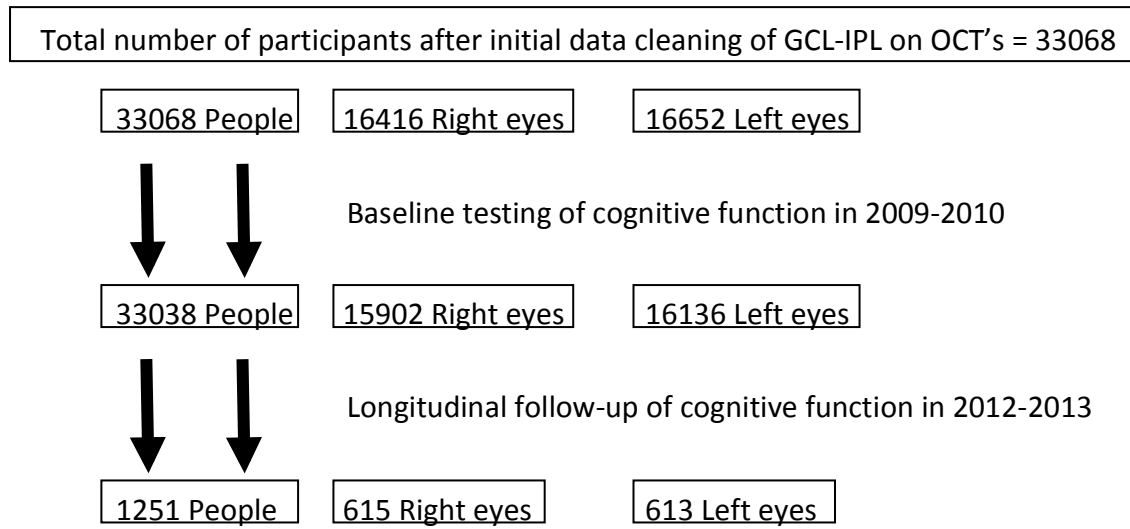 Total number of participants after initial data cleaning of GCL-IPL on OCT’s = 33068
33068 People 16416 Right eyes 16652 Left eyes
Baseline testing of cognitive function in 2009-2010
33038 People 15902 Right eyes 16136 Left eyes
Longitudinal follow-up of cognitive function in 2012-2013
1251 People 615 Right eyes 613 Left eyes